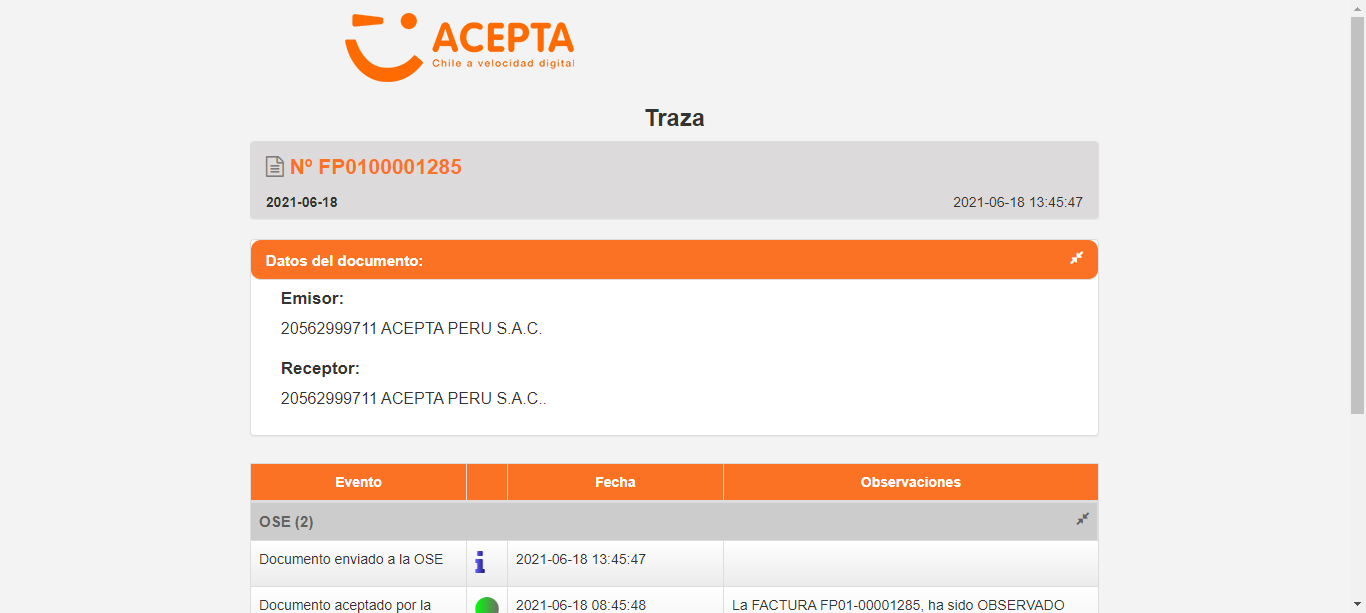 ACEPTA
Chile a velocidad digital
Traza
Nº FP0100001285
2021-06-18 2021-06-18 13:45:47
Datos del documento:
Emisor:
20562999711 ACEPTA PERU S.A.C.
Receptor:
20562999711 ACEPTA PERU S.A.C..
Evento Fecha Observaciones
OSE (2)
Documento enviado a la OSE 2021-06-18 13:45:47
Documento aceptado por la 2021-06-18 08:45:48 La FACTURA FP01-00001285, ha sido OBSERVADO